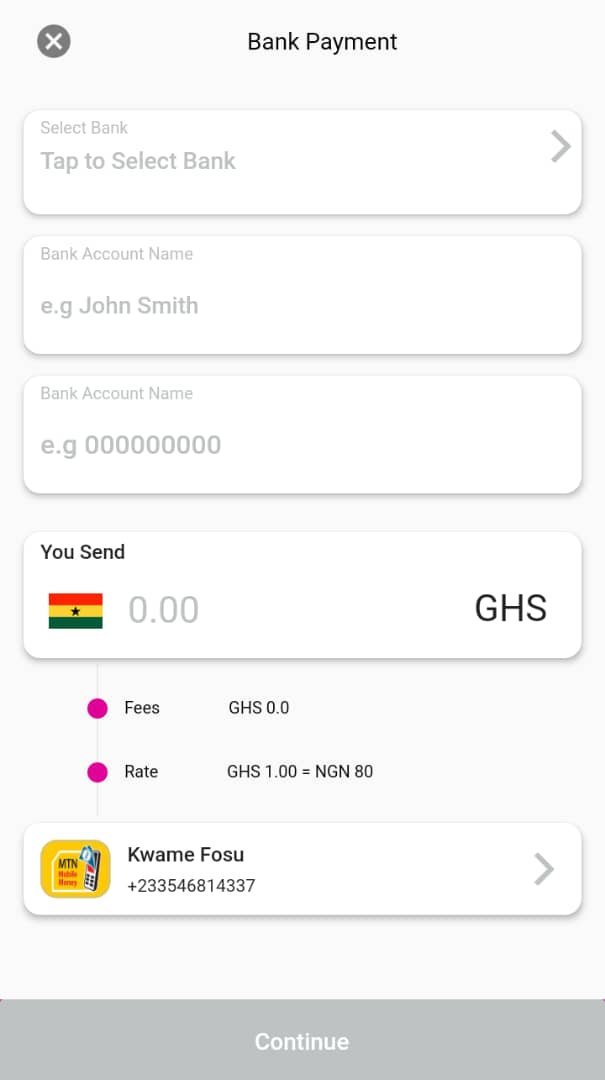 Bank Payment
Select Bank
Tap to Select Bank
Bank Account Name
e.g John Smith
Bank Account Name
e.g 000000000
You Send
0.00 GHS
Fees GHS 0.0
Rate GHS 1.00 = NGN 80
MTN
Mobile
Money
Kwame Fosu
+233546814337
Continue